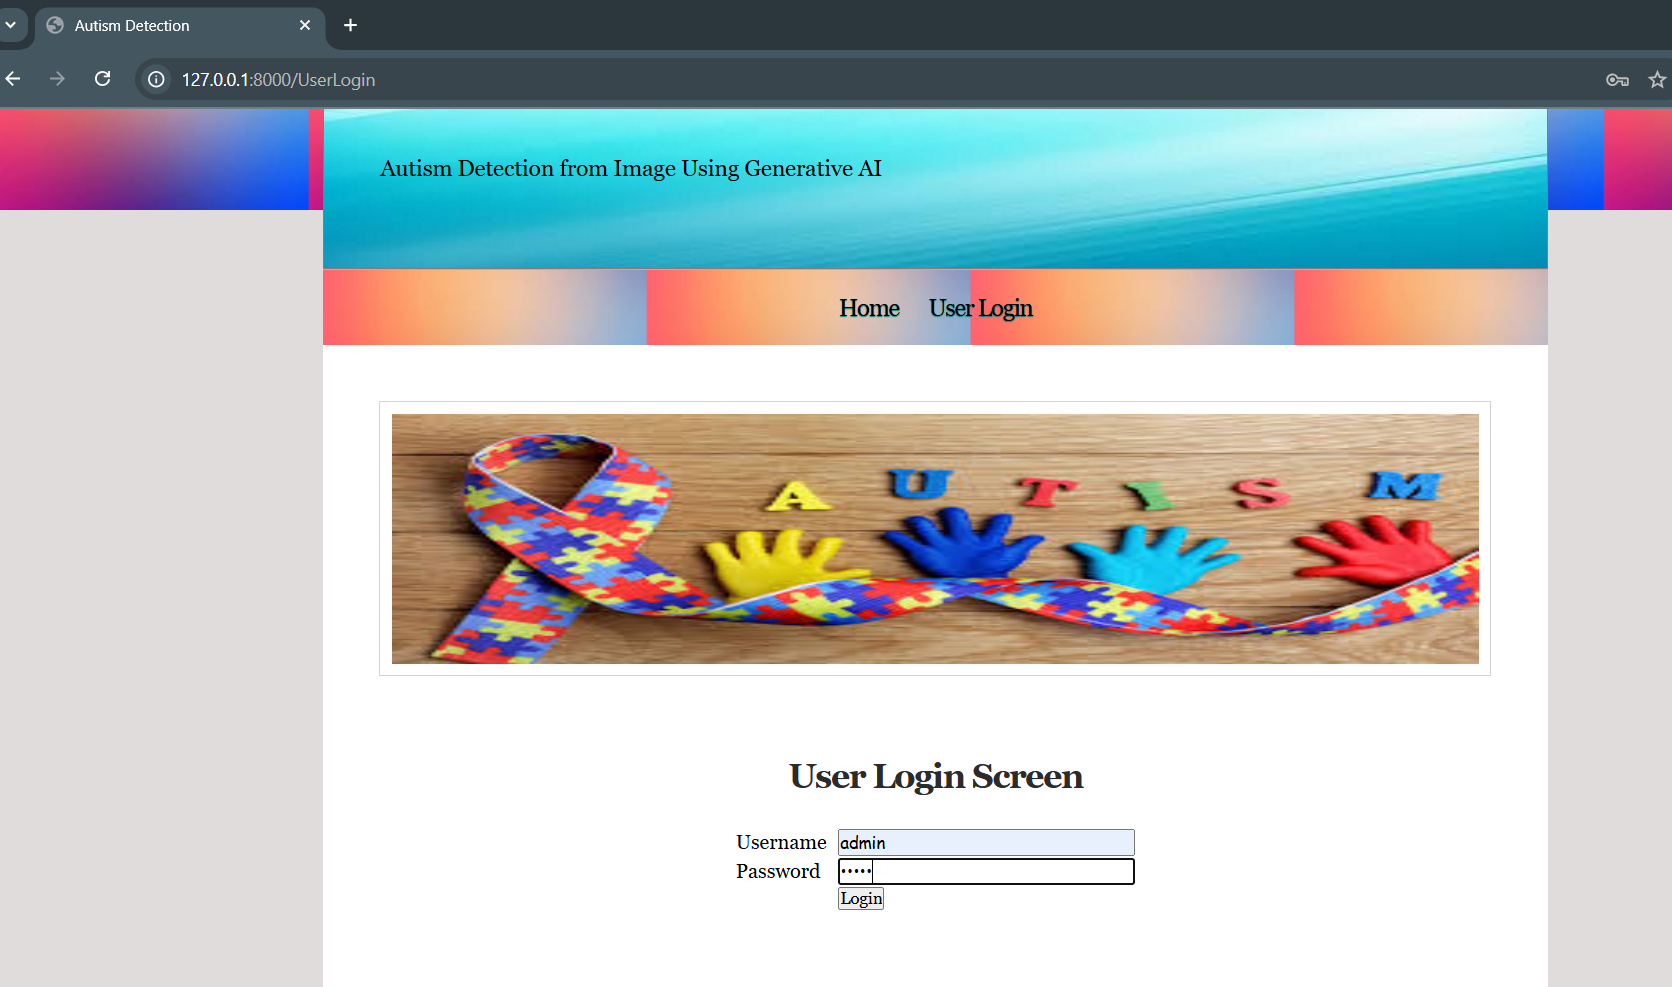 Autism Detection
127.0.0.1:8000/UserLogin
Autism Detection from Image Using Generative AI
Home User Login
A U T I S M
User Login Screen
Username admin
Password •••••
Login